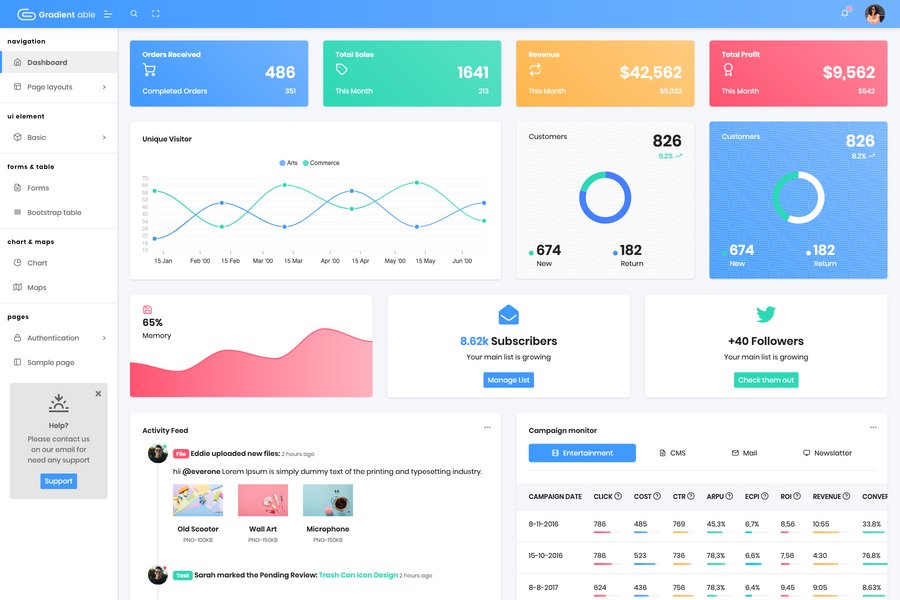 Gradient able
navigation
Dashboard
Page layouts
ui element
Basic
forms & table
Forms
Bootstrap table
chart & maps
Chart
Maps
pages
Authentication
Sample page
Help?
Please contact us
on our email for
need any support
Support
Orders Received
486
Completed Orders 351
Total Sales
1641
This Month 213
Revenue
$42,562
This Month $5,032
Total Profit
$9,562
This Month $542
Unique Visitor
Arts Commerce
70
64
58
52
46
40
34
28
22
16
10
15 Jan Feb '00 15 Feb Mar '00 15 Mar Apr '00 15 Apr May '00 15 May Jun '00
Customers
826
8.2%
674 182
New Return
Customers
826
8.2%
674 182
New Return
65%
Memory
8.62k Subscribers
Your main list is growing
Manage List
+40 Followers
Your main list is growing
Check them out
Activity Feed
File Eddie uploaded new files: 2 hours ago
hii @everone Lorem Ipsum is simply dummy text of the printing and typesetting industry.
Old Scooter Wall Art Microphone
PNG-100KB PNG-150KB PNG-150KB
Task Sarah marked the Pending Review: Trash Can Icon Design 2 hours ago
Campaign monitor
Entertainment CMS Mail Newslatter
CAMPAIGN DATE CLICK COST CTR ARPU ECPI ROI REVENUE CONVER
8-11-2016 786 485 769 45,3% 6,7% 8,56 10:55 33.8%
15-10-2016 786 523 736 78,3% 6,6% 7,56 4:30 76.8%
8-8-2017 624 436 756 78,3% 6,4% 9,45 9:05 8.63%